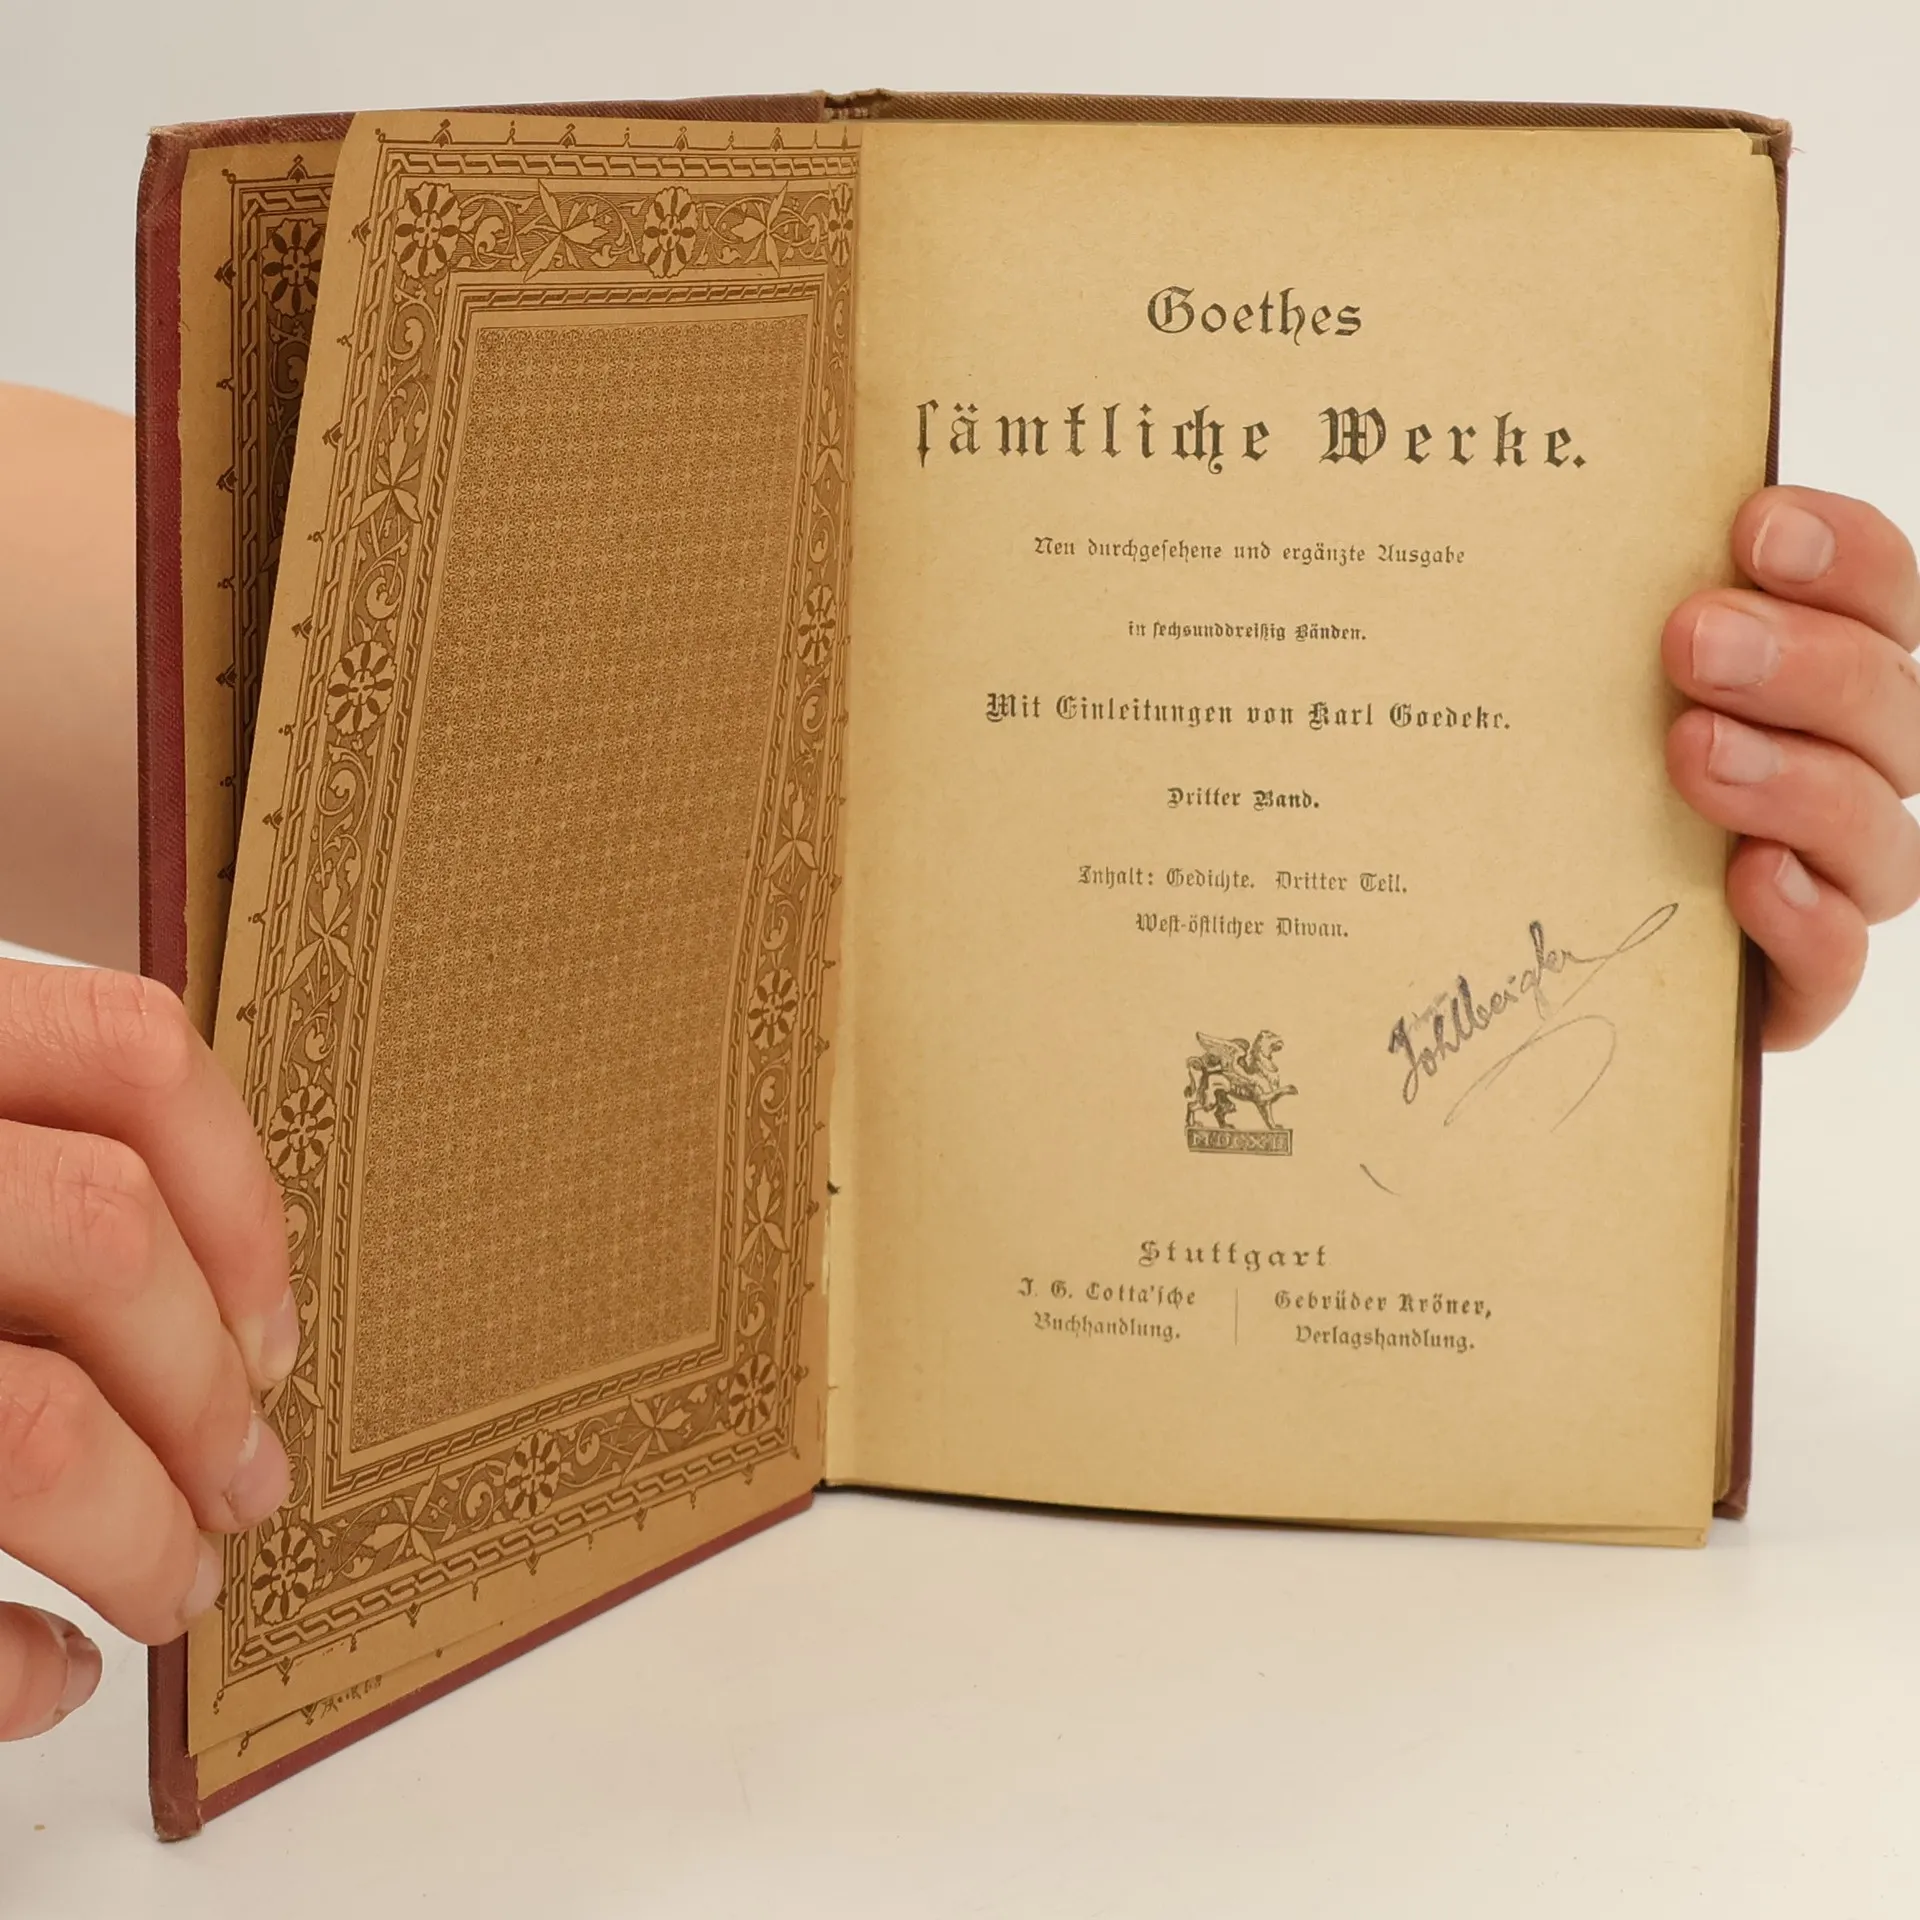 Goethes
ſämtliche Werke.
Neu durchgeſehene und ergänzte Ausgabe
in ſechsunddreißig Bänden.
Mit Einleitungen von Karl Goedeke.
Dritter Band.
Inhalt: Gedichte. Dritter Teil.
Weſt-öſtlicher Diwan.
Stuttgart
J. G. Cotta'ſche
Buchhandlung.
Gebrüder Kröner,
Verlagshandlung.